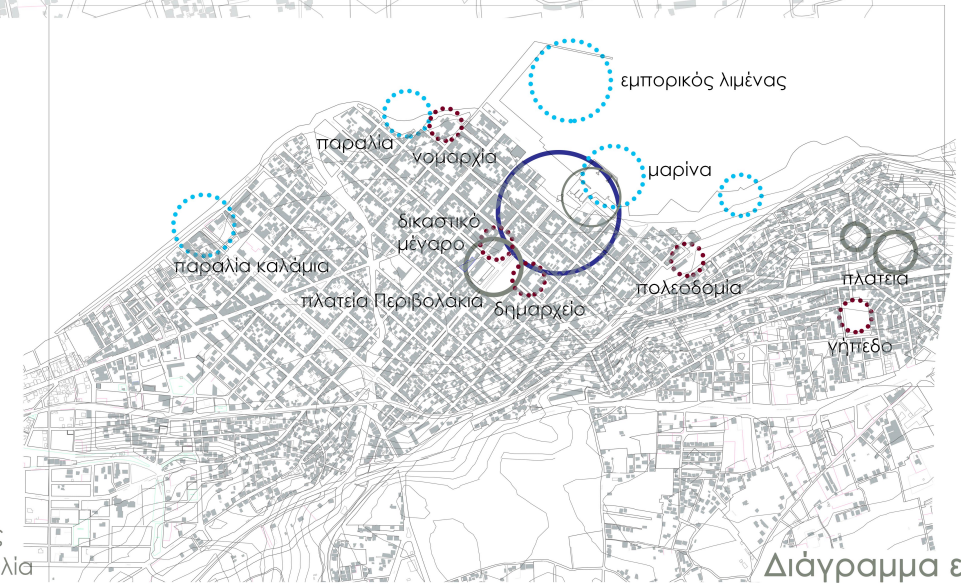 εμπορικός λιμένας
παραλία
νομαρχία
μαρίνα
δικαστικό
μέγαρο
παραλία καλάμια
πλατεία Περιβολάκια
δημαρχείο
πολεοδομία
πλατεία
γήπεδο
λία
Διάγραμμα ε